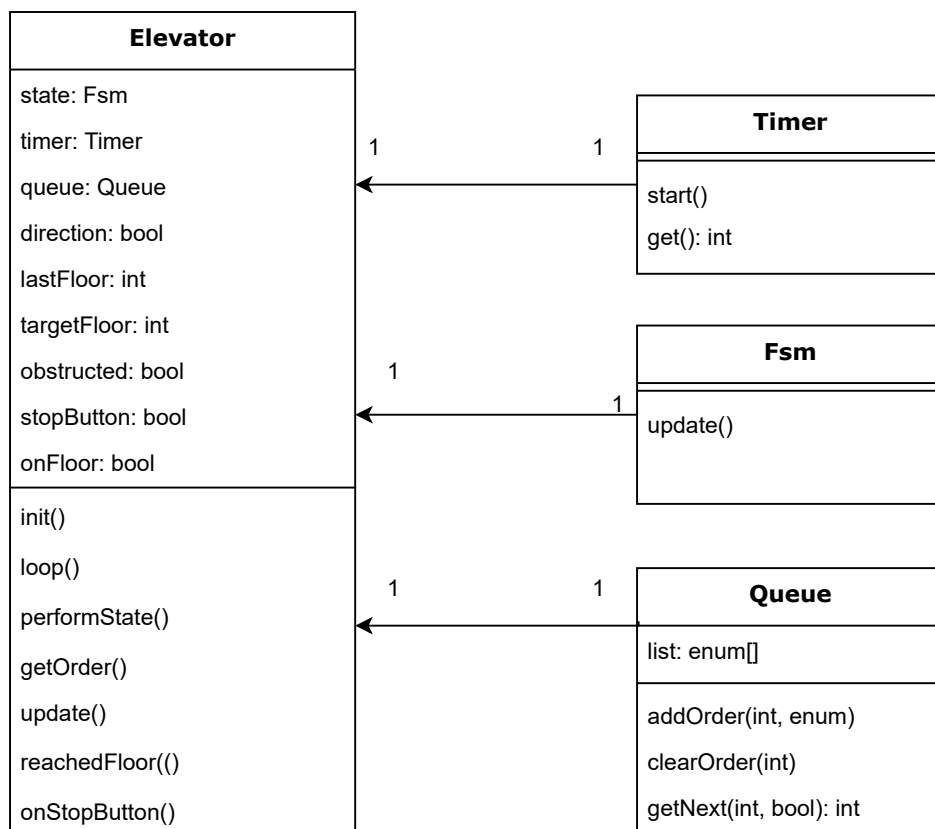 Elevator
state: Fsm
timer: Timer
queue: Queue
direction: bool
lastFloor: int
targetFloor: int
obstructed: bool
stopButton: bool
onFloor: bool
init()
loop()
performState()
getOrder()
update()
reachedFloor(()
onStopButton()
1
1
Timer
start()
get(): int
1
1
Fsm
update()
1
1
Queue
list: enum[]
addOrder(int, enum)
clearOrder(int)
getNext(int, bool): int